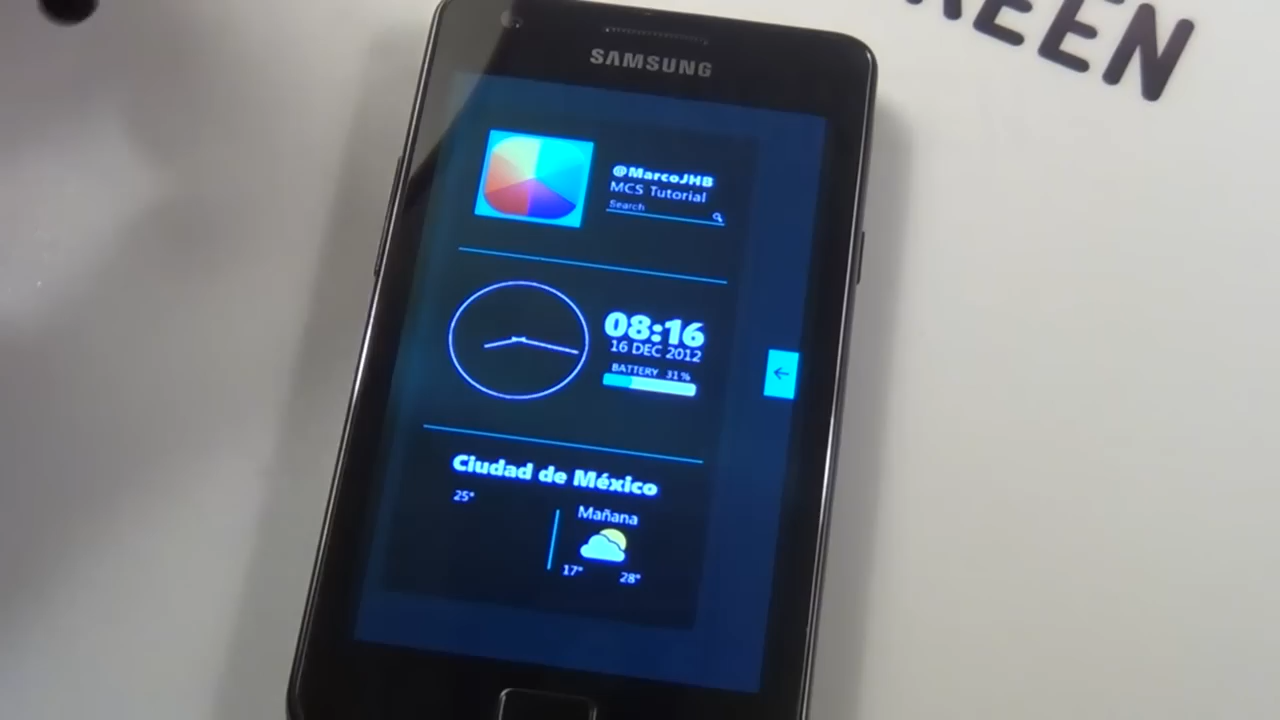 SAMSUNG
@MarcoJHB
MCS Tutorial
Search
08:16
16 DEC 2012
BATTERY 31%
Ciudad de México
25°
Mañana
17° 28°